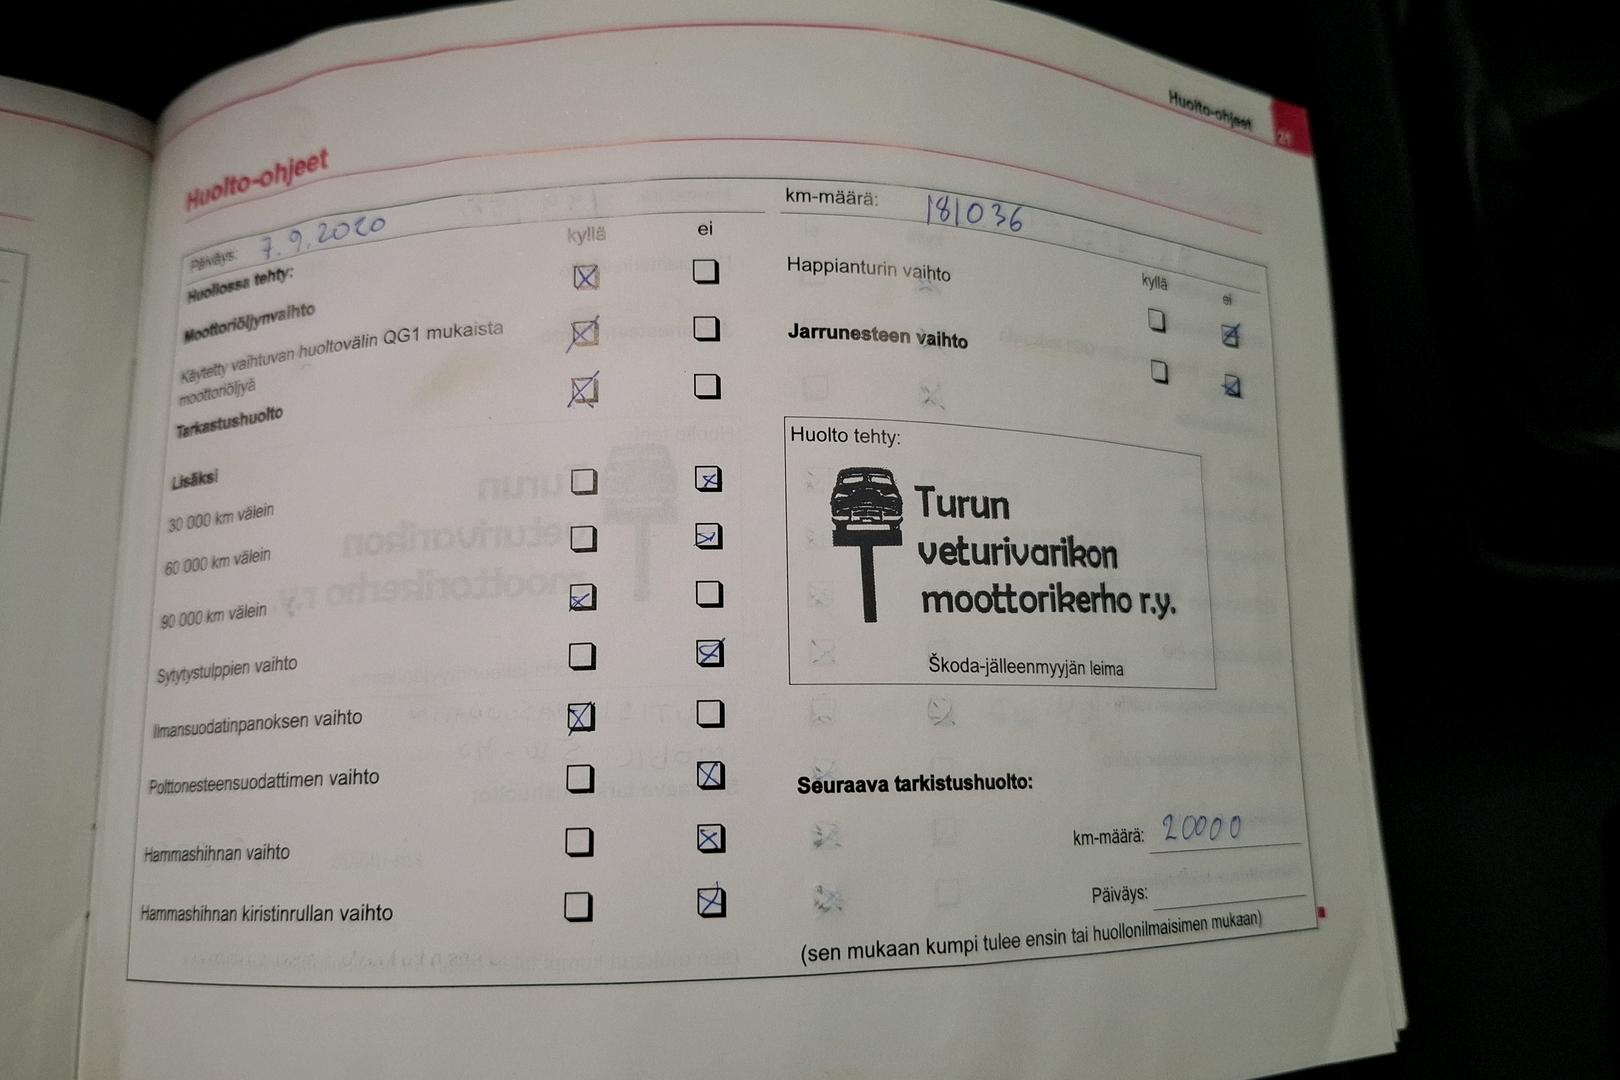 Huolto-ohjeet
21
Huolto-ohjeet
Päiväys: 7.9.2020
km-määrä: 181036
kyllä ei
Huollossa tehty:
Moottoriöljynvaihto
Käytetty vaihtuvan huoltovälin QG1 mukaista
moottoriöljyä
Tarkastushuolto
Lisäksi
30 000 km välein
60 000 km välein
90 000 km välein
Sytytystulppien vaihto
Ilmansuodatinpanoksen vaihto
Polttonesteensuodattimen vaihto
Hammashihnan vaihto
Hammashihnan kiristinrullan vaihto
kyllä ei
Happianturin vaihto
Jarrunesteen vaihto
Huolto tehty:
Turun
veturivarikon
moottorikerho r.y.
Škoda-jälleenmyyjän leima
Seuraava tarkistushuolto:
km-määrä: 20000
Päiväys:
(sen mukaan kumpi tulee ensin tai huollonilmaisimen mukaan)